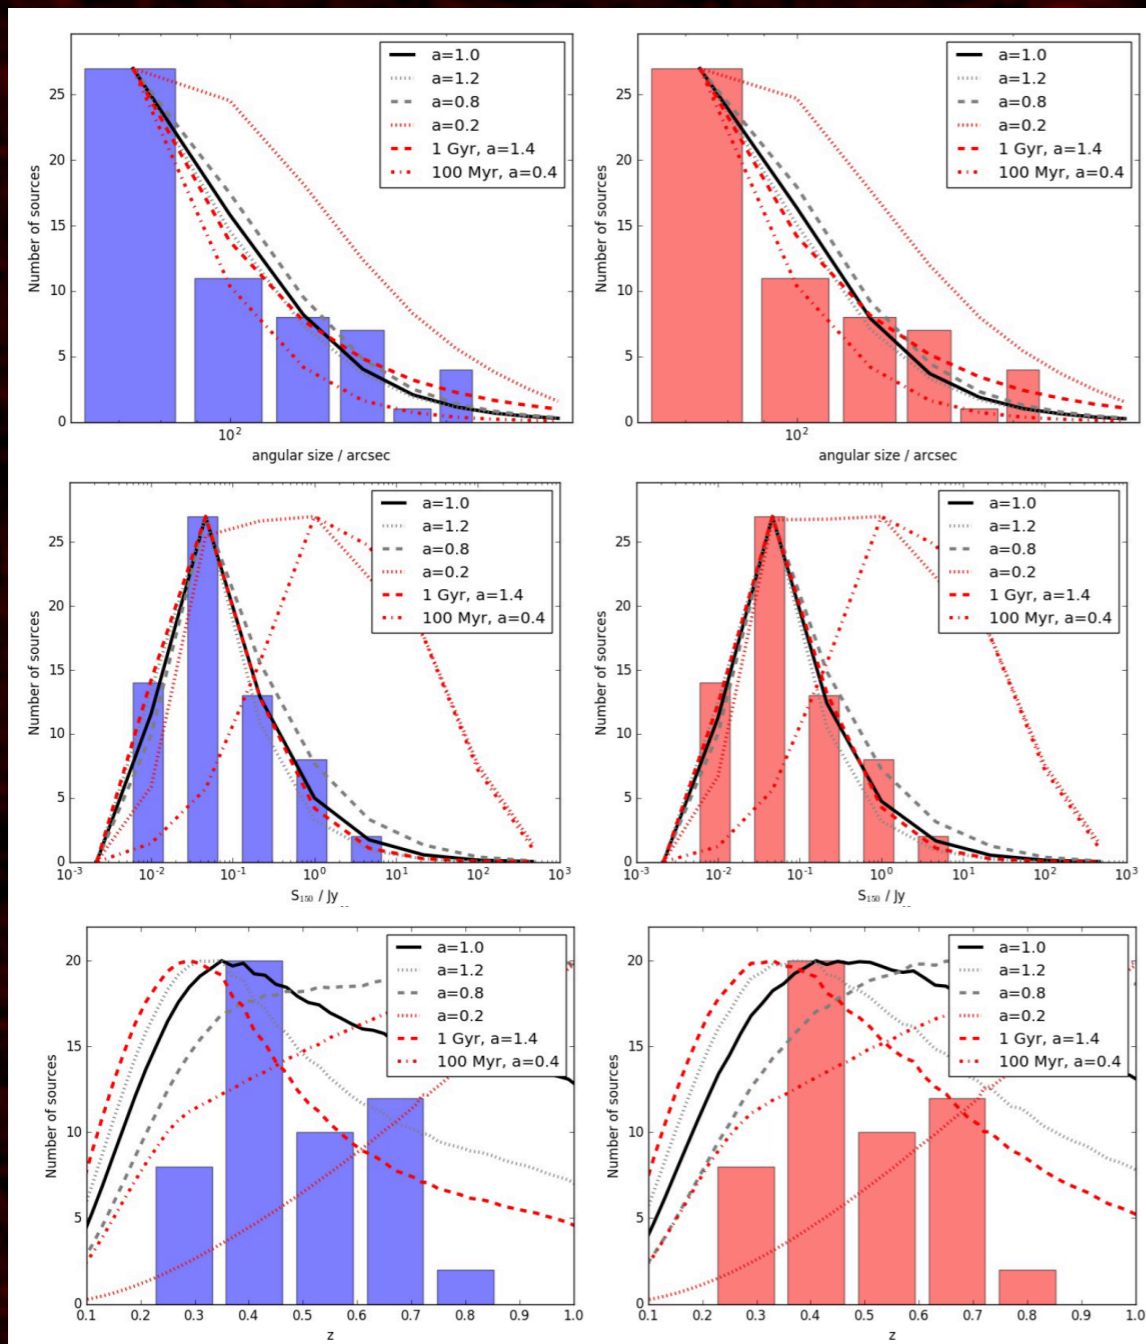 a=1.0
a=1.2
a=0.8
a=0.2
1 Gyr, a=1.4
100 Myr, a=0.4
Number of sources
25
20
15
10
5
0
10²
angular size / arcsec
a=1.0
a=1.2
a=0.8
a=0.2
1 Gyr, a=1.4
100 Myr, a=0.4
Number of sources
25
20
15
10
5
0
10²
angular size / arcsec
a=1.0
a=1.2
a=0.8
a=0.2
1 Gyr, a=1.4
100 Myr, a=0.4
Number of sources
25
20
15
10
5
0
10⁻³ 10⁻² 10⁻¹ 10⁰ 10¹ 10² 10³
S₁₅₀ / Jy
a=1.0
a=1.2
a=0.8
a=0.2
1 Gyr, a=1.4
100 Myr, a=0.4
Number of sources
25
20
15
10
5
0
10⁻³ 10⁻² 10⁻¹ 10⁰ 10¹ 10² 10³
S₁₅₀ / Jy
a=1.0
a=1.2
a=0.8
a=0.2
1 Gyr, a=1.4
100 Myr, a=0.4
Number of sources
20
15
10
5
0
0.1 0.2 0.3 0.4 0.5 0.6 0.7 0.8 0.9 1.0
z
a=1.0
a=1.2
a=0.8
a=0.2
1 Gyr, a=1.4
100 Myr, a=0.4
Number of sources
20
15
10
5
0
0.1 0.2 0.3 0.4 0.5 0.6 0.7 0.8 0.9 1.0
z